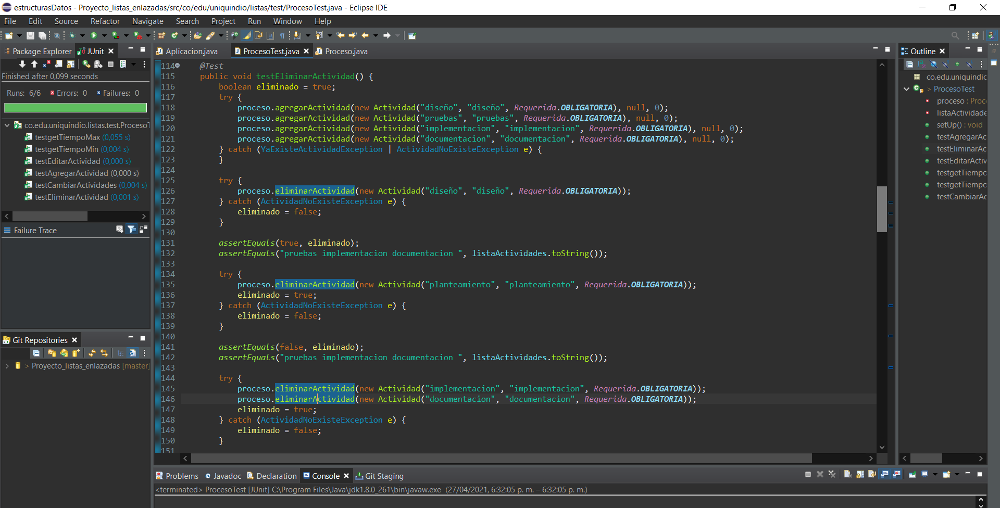 estructurasDatos - Proyecto_listas_enlazadas/src/co/edu/uniquindio/listas/test/ProcesoTest.java - Eclipse IDE
File Edit Source Refactor Navigate Search Project Run Window Help
Package Explorer JUnit
Finished after 0,099 seconds
Runs: 6/6 Errors: 0 Failures: 0
co.edu.uniquindio.listas.test.ProcesoT
testgetTiempoMax (0,055 s)
testgetTiempoMin (0,004 s)
testEditarActividad (0,000 s)
testAgregarActividad (0,000 s)
testCambiarActividades (0,004 s)
testEliminarActividad (0,001 s)
Failure Trace
Git Repositories
> Proyecto_listas_enlazadas [master]
Aplicacion.java ProcesoTest.java Proceso.java
114 @Test
115 public void testEliminarActividad() {
116 boolean eliminado = true;
117 try {
118 proceso.agregarActividad(new Actividad("diseño", "diseño", Requerida.OBLIGATORIA), null, 0);
119 proceso.agregarActividad(new Actividad("pruebas", "pruebas", Requerida.OBLIGATORIA), null, 0);
120 proceso.agregarActividad(new Actividad("implementacion", "implementacion", Requerida.OBLIGATORIA), null, 0);
121 proceso.agregarActividad(new Actividad("documentacion", "documentacion", Requerida.OBLIGATORIA), null, 0);
122 } catch (YaExisteActividadException | ActividadNoExisteException e) {
123 }
124
125 try {
126 proceso.eliminarActividad(new Actividad("diseño", "diseño", Requerida.OBLIGATORIA));
127 } catch (ActividadNoExisteException e) {
128 eliminado = false;
129 }
130
131 assertEquals(true, eliminado);
132 assertEquals("pruebas implementacion documentacion ", listaActividades.toString());
133
134 try {
135 proceso.eliminarActividad(new Actividad("planteamiento", "planteamiento", Requerida.OBLIGATORIA));
136 eliminado = true;
137 } catch (ActividadNoExisteException e) {
138 eliminado = false;
139 }
140
141 assertEquals(false, eliminado);
142 assertEquals("pruebas implementacion documentacion ", listaActividades.toString());
143
144 try {
145 proceso.eliminarActividad(new Actividad("implementacion", "implementacion", Requerida.OBLIGATORIA));
146 proceso.eliminarActividad(new Actividad("documentacion", "documentacion", Requerida.OBLIGATORIA));
147 eliminado = true;
148 } catch (ActividadNoExisteException e) {
149 eliminado = false;
150 }
151
Outline
co.edu.uniquindic
> ProcesoTest
proceso : Proce
listaActividade
setUp() : void
testAgregarAc
testEliminarAc
testEditarActiv
testgetTiempo
testgetTiempo
testCambiarAc
Problems Javadoc Declaration Console Git Staging
<terminated> ProcesoTest [JUnit] C:\Program Files\Java\jdk1.8.0_261\bin\javaw.exe (27/04/2021, 6:32:05 p. m. – 6:32:05 p. m.)